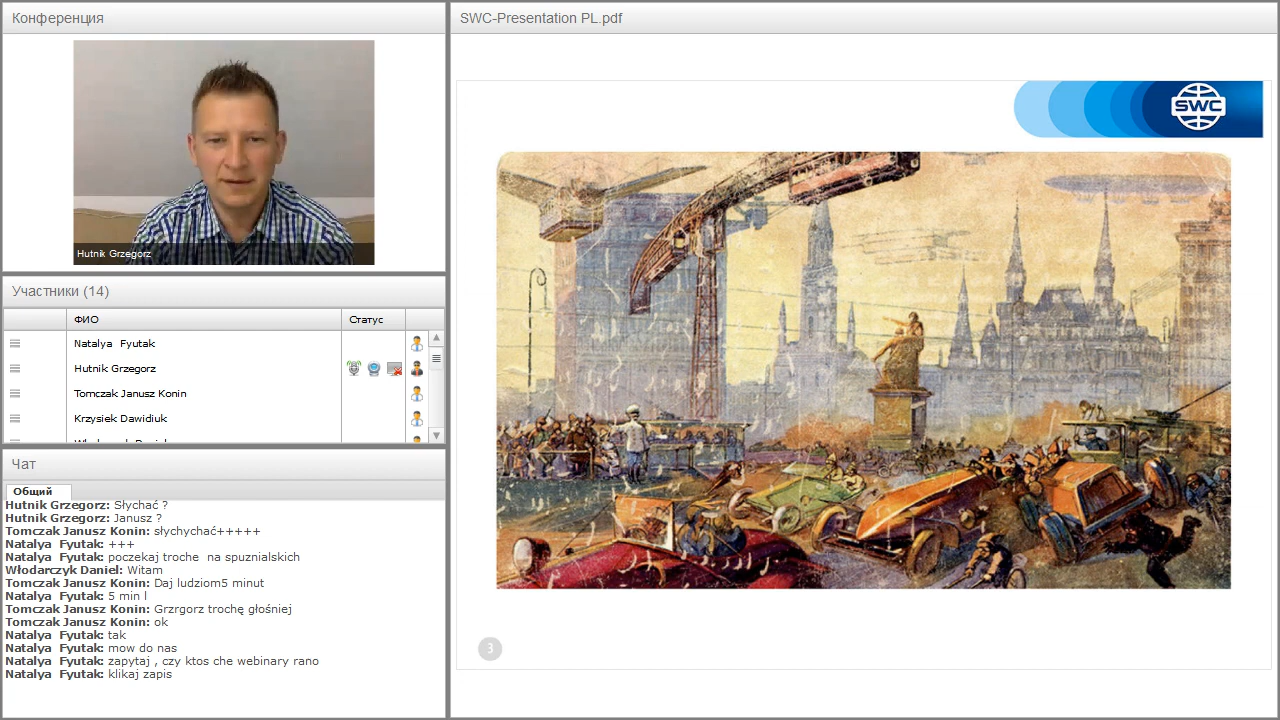 Конференция
Hutnik Grzegorz
Участники (14)
ФИО
Статус
Natalya Fyutak
Hutnik Grzegorz
Tomczak Janusz Konin
Krzysiek Dawidiuk
Чат
Общий
Hutnik Grzegorz: Słychać ?
Hutnik Grzegorz: Janusz ?
Tomczak Janusz Konin: słychychać+++++
Natalya Fyutak: +++
Natalya Fyutak: poczekaj troche na spuznialskich
Włodarczyk Daniel: Witam
Tomczak Janusz Konin: Daj ludziom5 minut
Natalya Fyutak: 5 min l
Tomczak Janusz Konin: Grzrgorz trochę głośniej
Tomczak Janusz Konin: ok
Natalya Fyutak: tak
Natalya Fyutak: mow do nas
Natalya Fyutak: zapytaj , czy ktos che webinary rano
Natalya Fyutak: klikaj zapis
SWC-Presentation PL.pdf
SWC
3